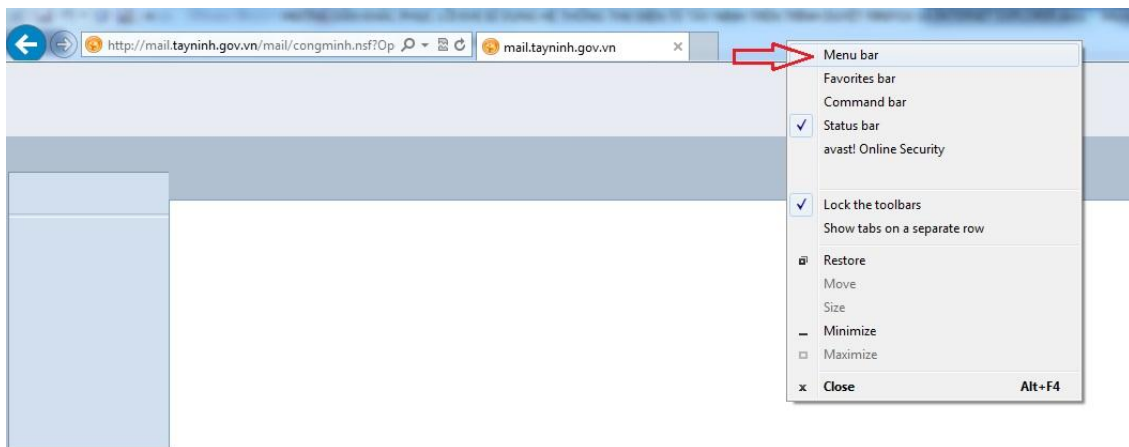 http://mail.tayninh.gov.vn/mail/congminh.nsf?Op
mail.tayninh.gov.vn
Menu bar
Favorites bar
Command bar
Status bar
avast! Online Security
Lock the toolbars
Show tabs on a separate row
Restore
Move
Size
Minimize
Maximize
Close Alt+F4